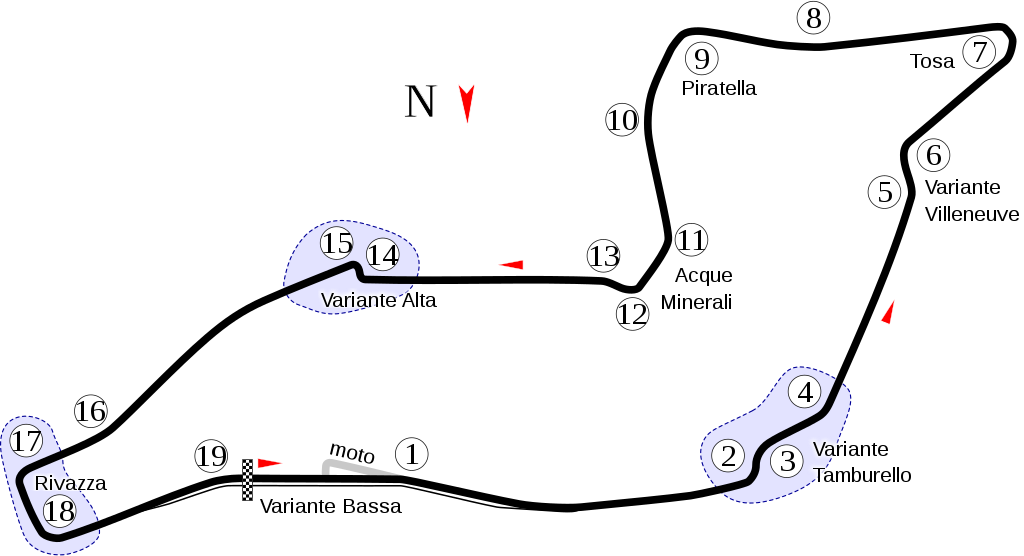 8
7
Tosa
9
Piratella
N
10
6
5
Variante
Villeneuve
15
14
13
11
Acque
Minerali
Variante Alta
12
4
16
17
19
moto
1
2
3
Variante
Tamburello
Rivazza
18
Variante Bassa